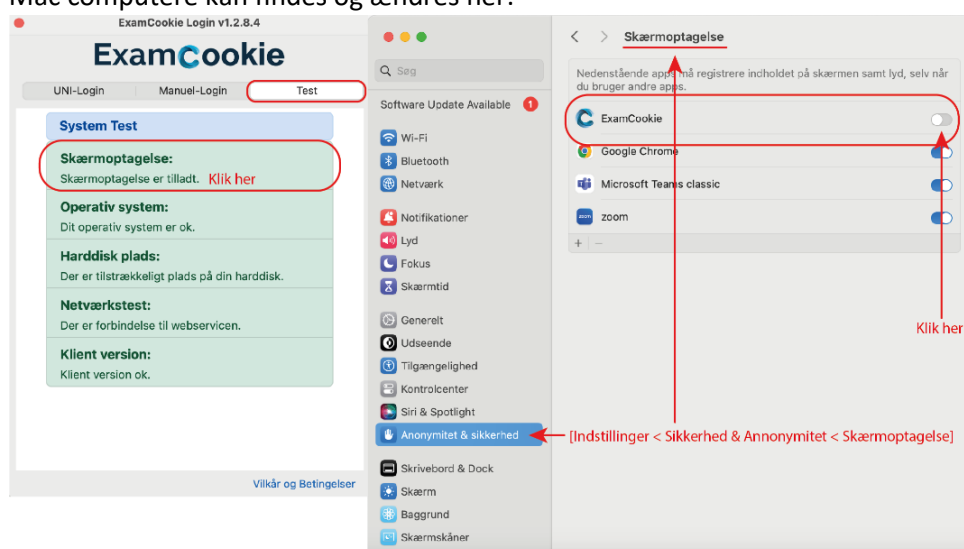 Mac computere kan findes og ændres her:
ExamCookie Login v1.2.8.4
ExamCookie
UNI-Login
Manuel-Login
Test
System Test
Skærmoptagelse:
Skærmoptagelse er tilladt. Klik her
Operativ system:
Dit operativ system er ok.
Harddisk plads:
Der er tilstrækkeligt plads på din harddisk.
Netværkstest:
Der er forbindelse til webservicen.
Klient version:
Klient version ok.
Vilkår og Betingelser
Søg
Software Update Available 1
Wi-Fi
Bluetooth
Netværk
Notifikationer
Lyd
Fokus
Skærmtid
Generelt
Udseende
Tilgængelighed
Kontrolcenter
Siri & Spotlight
Anonymitet & sikkerhed
Skrivebord & Dock
Skærm
Baggrund
Skærmskåner
Skærmoptagelse
Nedenstående apps må registrere indholdet på skærmen samt lyd, selv når
du bruger andre apps.
ExamCookie
Google Chrome
Microsoft Teams classic
zoom
zoom
+ −
Klik her
[Indstillinger < Sikkerhed & Annonymitet < Skærmoptagelse]